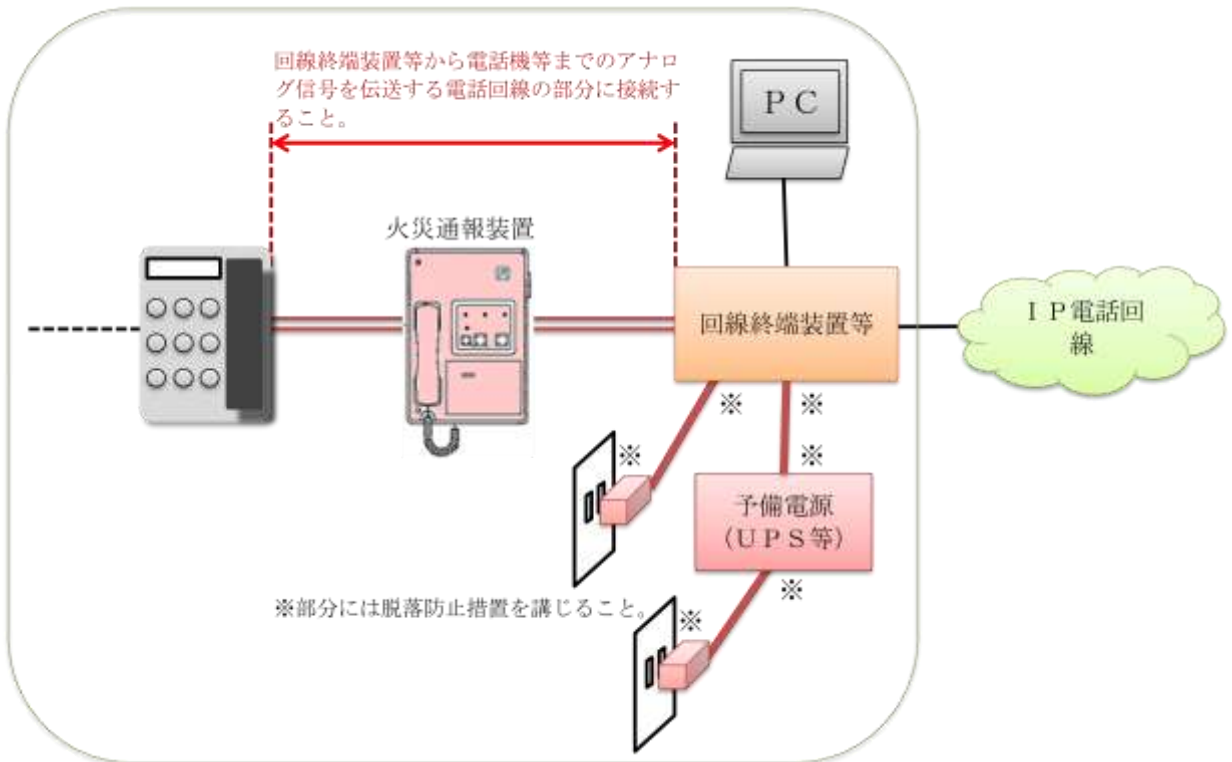 回線終端装置等から電話機等までのアナロ
グ信号を伝送する電話回線の部分に接続す
ること。
ＰＣ
火災通報装置
回線終端装置等
ＩＰ電話回
線
※
※
※
※
予備電源
（ＵＰＳ等）
※
※部分には脱落防止措置を講じること。
※